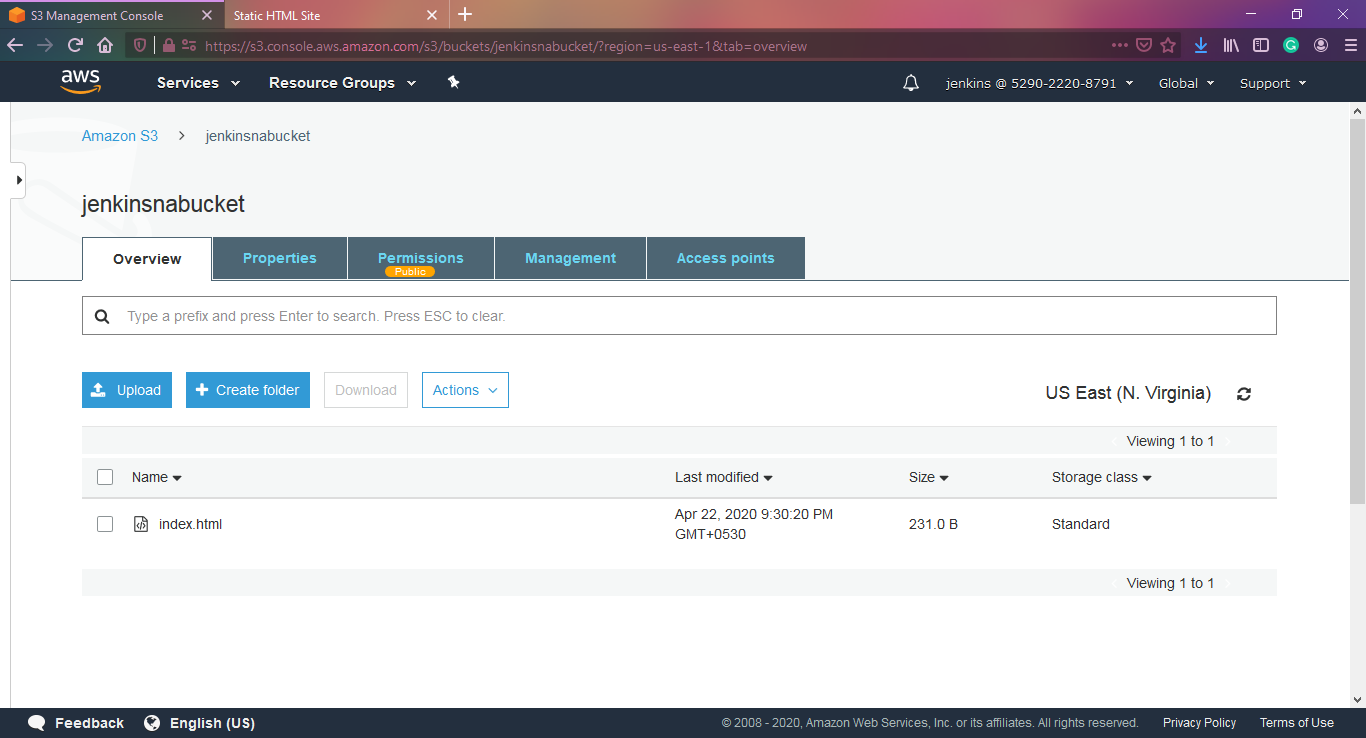 S3 Management Console
Static HTML Site
https://s3.console.aws.amazon.com/s3/buckets/jenkinsnabucket/?region=us-east-1&tab=overview
aws Services Resource Groups jenkins @ 5290-2220-8791 Global Support
Amazon S3 > jenkinsnabucket
jenkinsnabucket
Overview Properties Permissions Management Access points
Public
Type a prefix and press Enter to search. Press ESC to clear.
Upload Create folder Download Actions US East (N. Virginia)
Viewing 1 to 1
Name Last modified Size Storage class
index.html Apr 22, 2020 9:30:20 PM 231.0 B Standard
GMT+0530
Viewing 1 to 1
Feedback English (US) © 2008 - 2020, Amazon Web Services, Inc. or its affiliates. All rights reserved. Privacy Policy Terms of Use